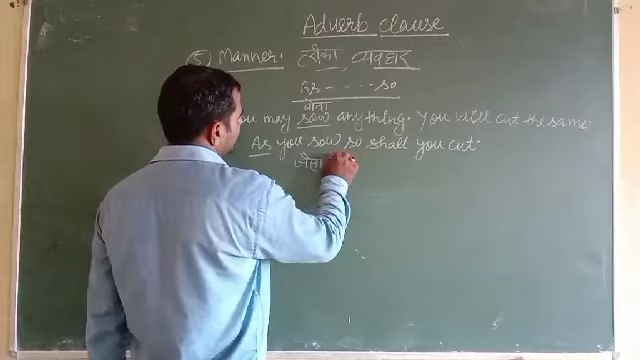 Adverb clause
(5) Manner. तरीका, व्यवहार
As - - - - - so
बोना
You may sow anything. You will cut the same.
As you sow so shall you cut.
जैसा